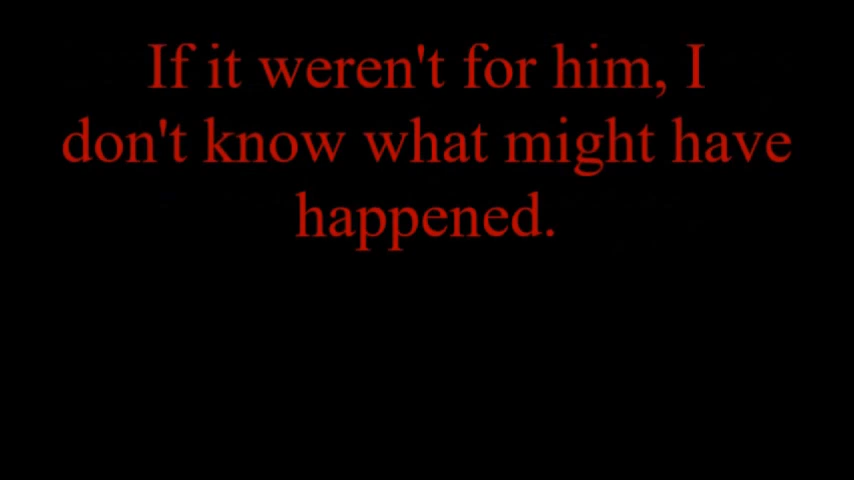 If it weren't for him, I
don't know what might have
happened.